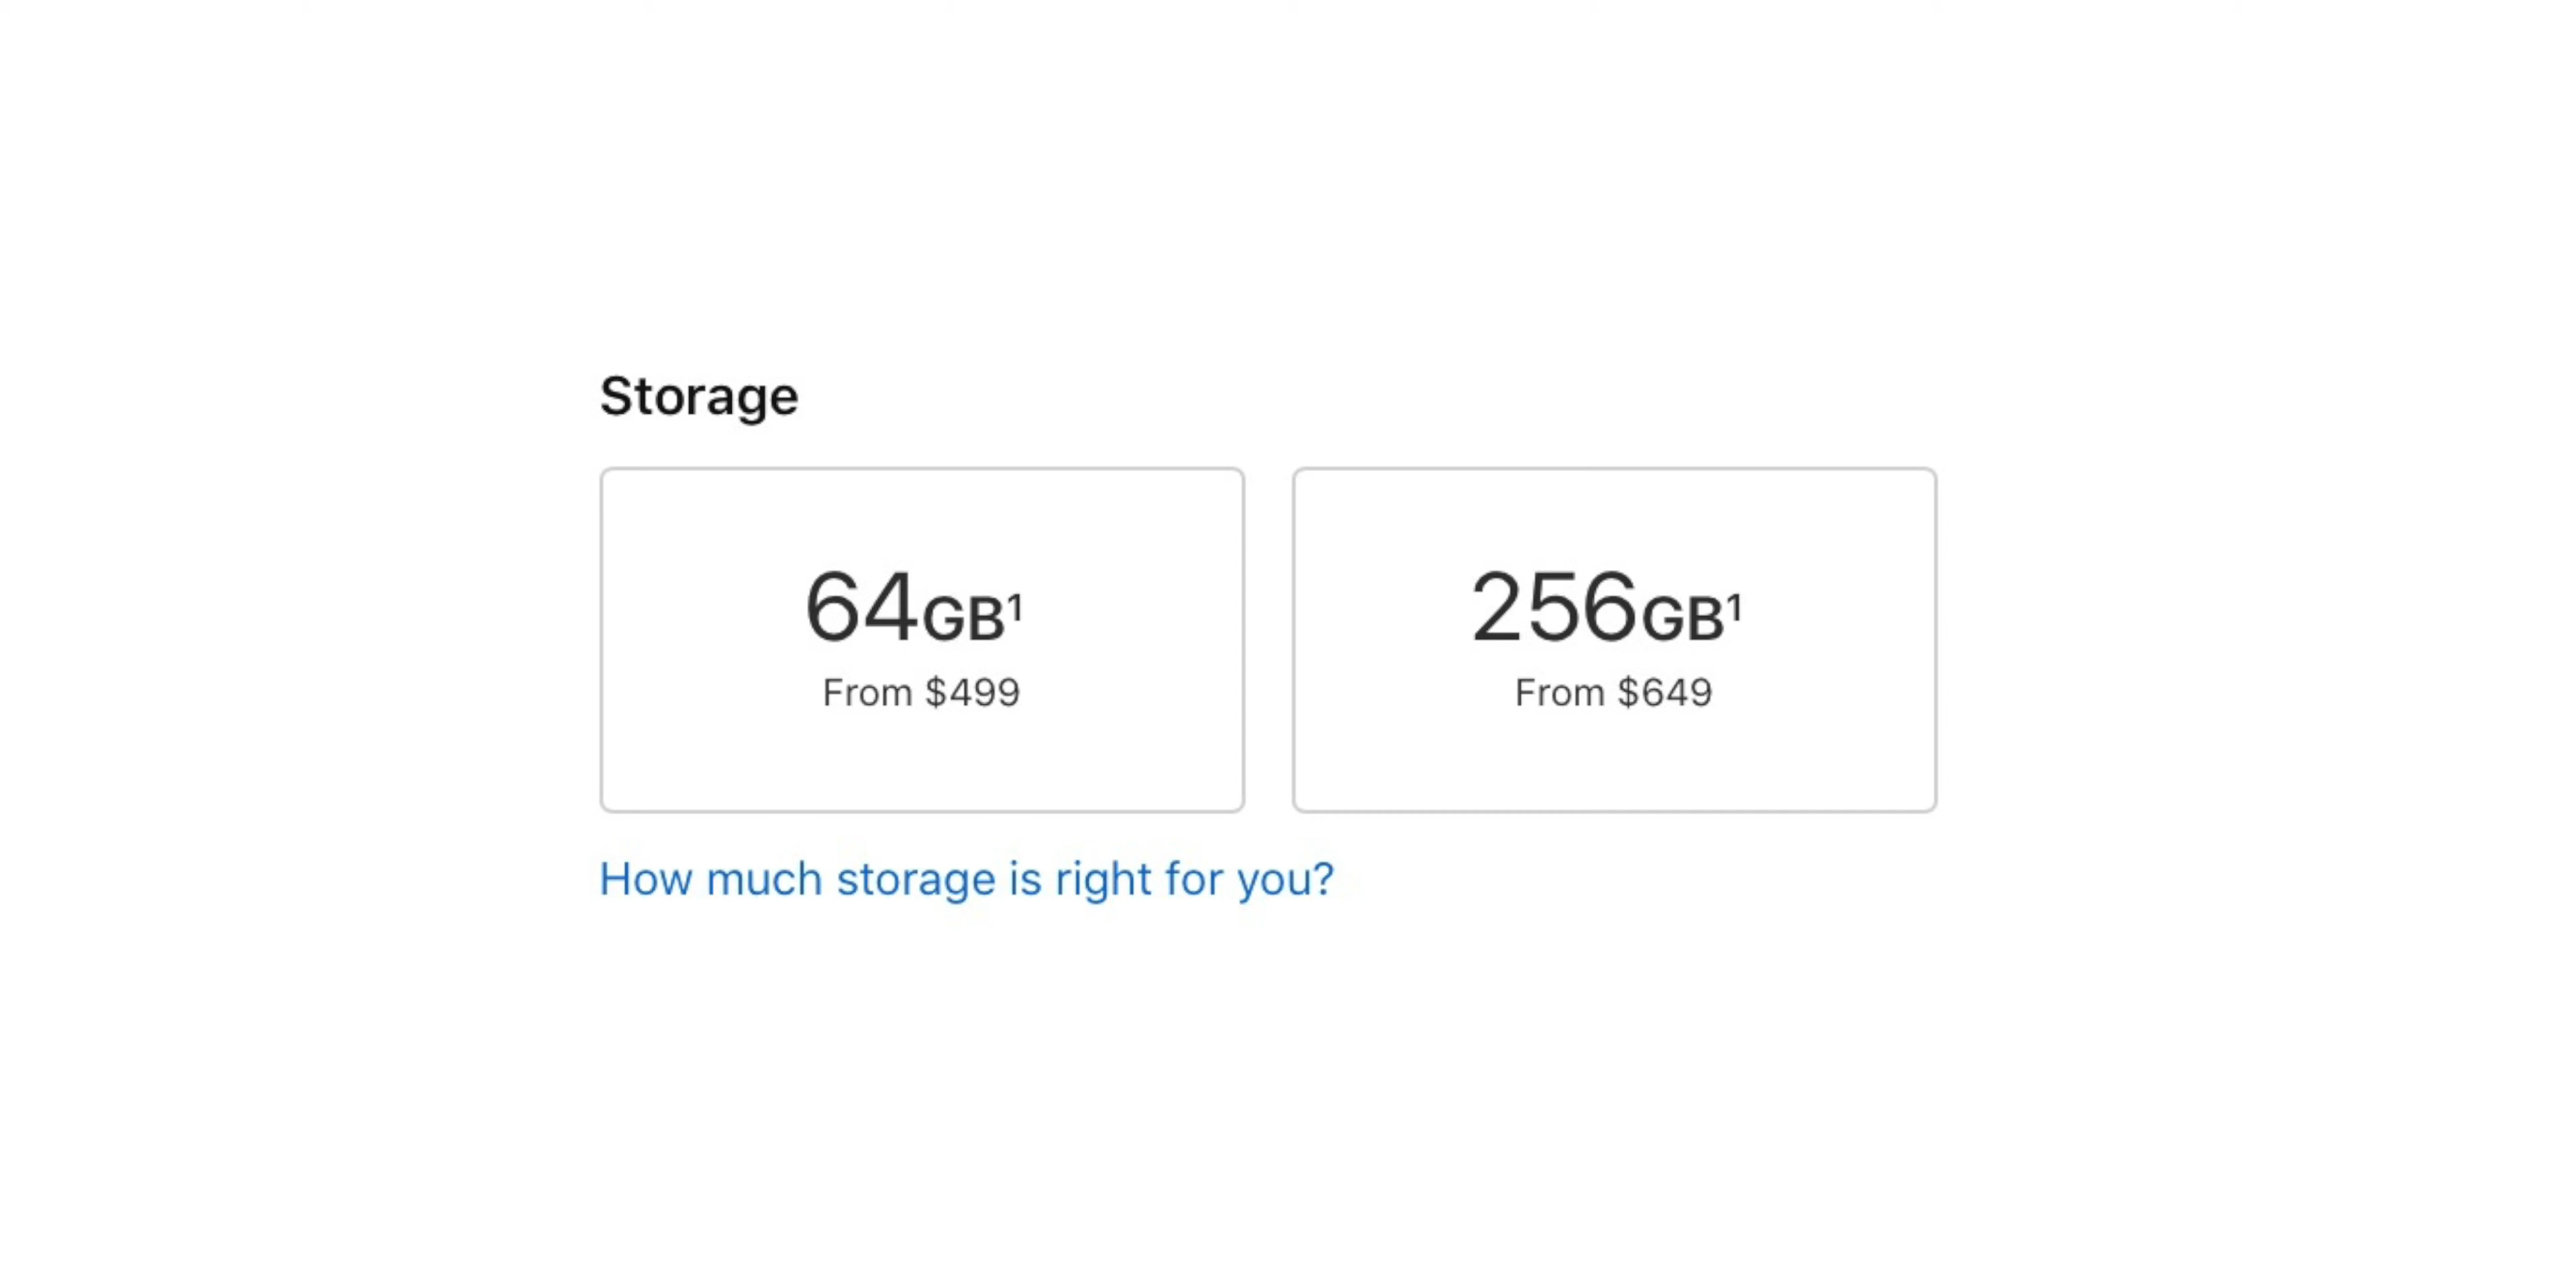 Storage
64GB¹
From $499
256GB¹
From $649
How much storage is right for you?